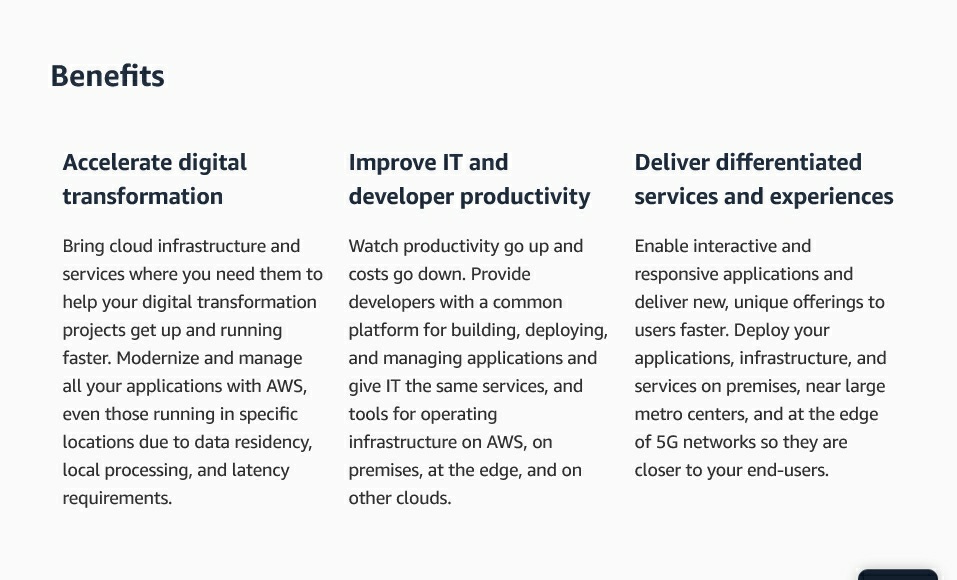 Benefits
Accelerate digital
transformation
Bring cloud infrastructure and
services where you need them to
help your digital transformation
projects get up and running
faster. Modernize and manage
all your applications with AWS,
even those running in specific
locations due to data residency,
local processing, and latency
requirements.
Improve IT and
developer productivity
Watch productivity go up and
costs go down. Provide
developers with a common
platform for building, deploying,
and managing applications and
give IT the same services, and
tools for operating
infrastructure on AWS, on
premises, at the edge, and on
other clouds.
Deliver differentiated
services and experiences
Enable interactive and
responsive applications and
deliver new, unique offerings to
users faster. Deploy your
applications, infrastructure, and
services on premises, near large
metro centers, and at the edge
of 5G networks so they are
closer to your end-users.